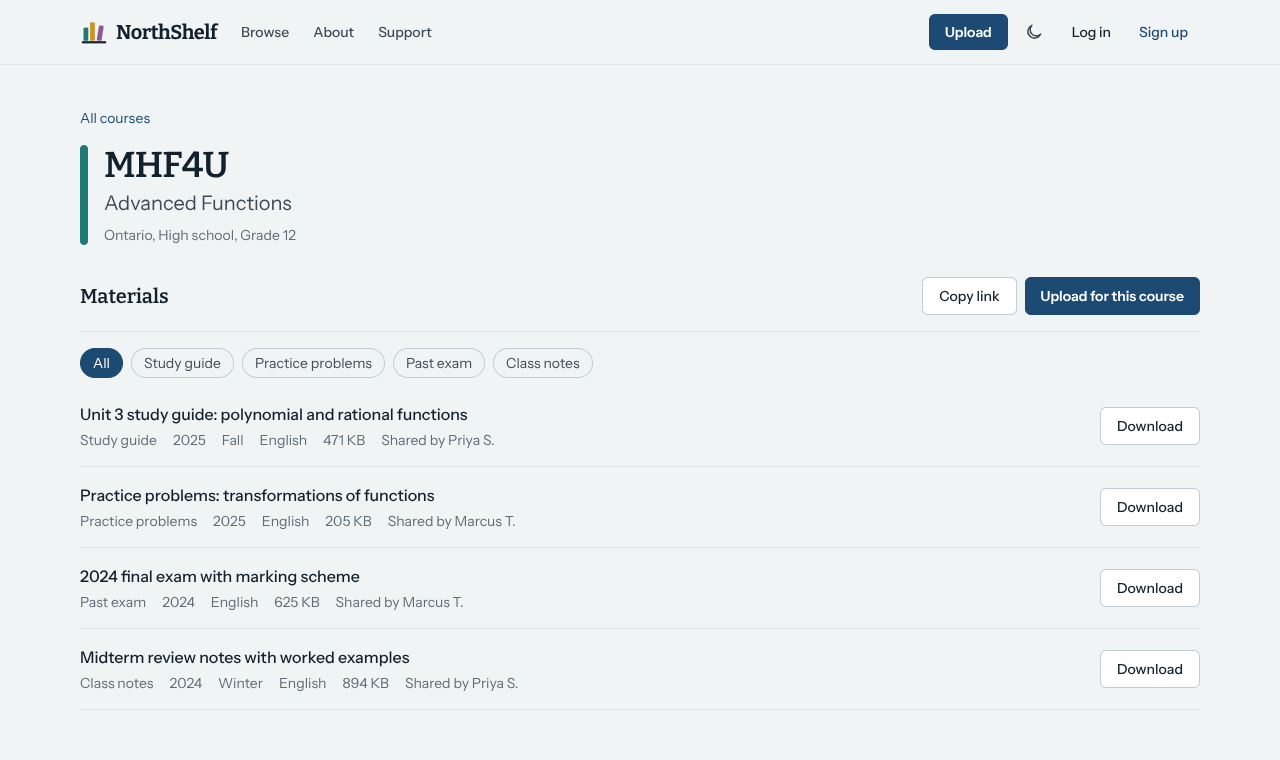 NorthShelf Browse About Support Upload Log in Sign up
All courses
MHF4U
Advanced Functions
Ontario, High school, Grade 12
Materials Copy link Upload for this course
All Study guide Practice problems Past exam Class notes
Unit 3 study guide: polynomial and rational functions
Study guide 2025 Fall English 471 KB Shared by Priya S.
Download
Practice problems: transformations of functions
Practice problems 2025 English 205 KB Shared by Marcus T.
Download
2024 final exam with marking scheme
Past exam 2024 English 625 KB Shared by Marcus T.
Download
Midterm review notes with worked examples
Class notes 2024 Winter English 894 KB Shared by Priya S.
Download